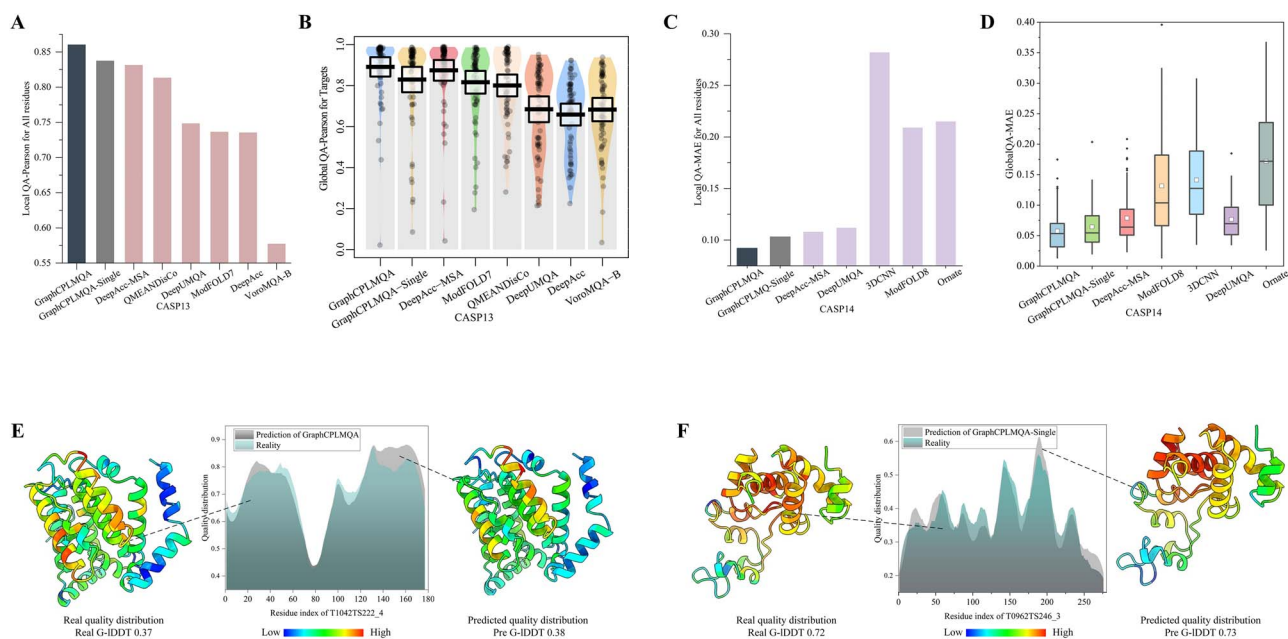 A
Local QA-Pearson for All residues
0.85
0.80
0.75
0.70
0.65
0.60
0.55
GraphCPLMQA
GraphCPLMQA-Single
DeepAcc-MSA
QMEANDisCo
DeepUMQA
ModFOLD7
DeepAcc
VoroMQA-B
CASP13
B
Global QA-Pearson for Targets
1.0
0.8
0.6
0.4
0.2
0.0
GraphCPLMQA
GraphCPLMQA-Single
DeepAcc-MSA
ModFOLD7
QMEANDisCo
DeepUMQA
DeepAcc
VoroMQA-B
CASP13
C
Local QA-MAE for All residues
0.30
0.25
0.20
0.15
0.10
GraphCPLMQA
GraphCPLMQ-Single
DeepAcc-MSA
DeepUMQA
3DCNN
ModFOLD8
Ornate
CASP14
D
GlobalQA-MAE
0.40
0.35
0.30
0.25
0.20
0.15
0.10
0.05
0.00
GraphCPLMQA
GraphCPLMQA-Single
DeepAcc-MSA
ModFOLD8
3DCNN
DeepUMQA
Ornate
CASP14
E
Real quality distribution
Real G-lDDT 0.37
Quality distribution
0.9
0.8
0.7
0.6
0.5
0.4
Prediction of GraphCPLMQA
Reality
0 20 40 60 80 100 120 140 160 180
Residue index of T1042TS222_4
Low High
Predicted quality distribution
Pre G-lDDT 0.38
F
Real quality distribution
Real G-lDDT 0.72
Quality distribution
0.6
0.5
0.4
0.3
0.2
Prediction of GraphCPLMQA-Single
Reality
0 50 100 150 200 250
Residue index of T0962TS246_3
Low High
Predicted quality distribution
Pre G-lDDT 0.73